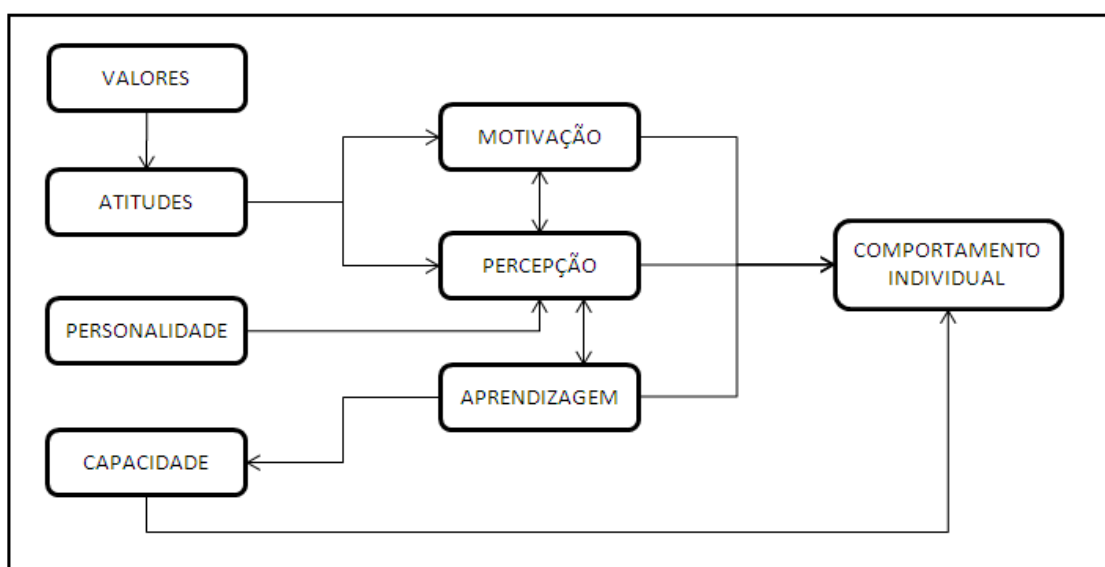 VALORES
ATITUDES
PERSONALIDADE
CAPACIDADE
MOTIVAÇÃO
PERCEPÇÃO
APRENDIZAGEM
COMPORTAMENTO
INDIVIDUAL